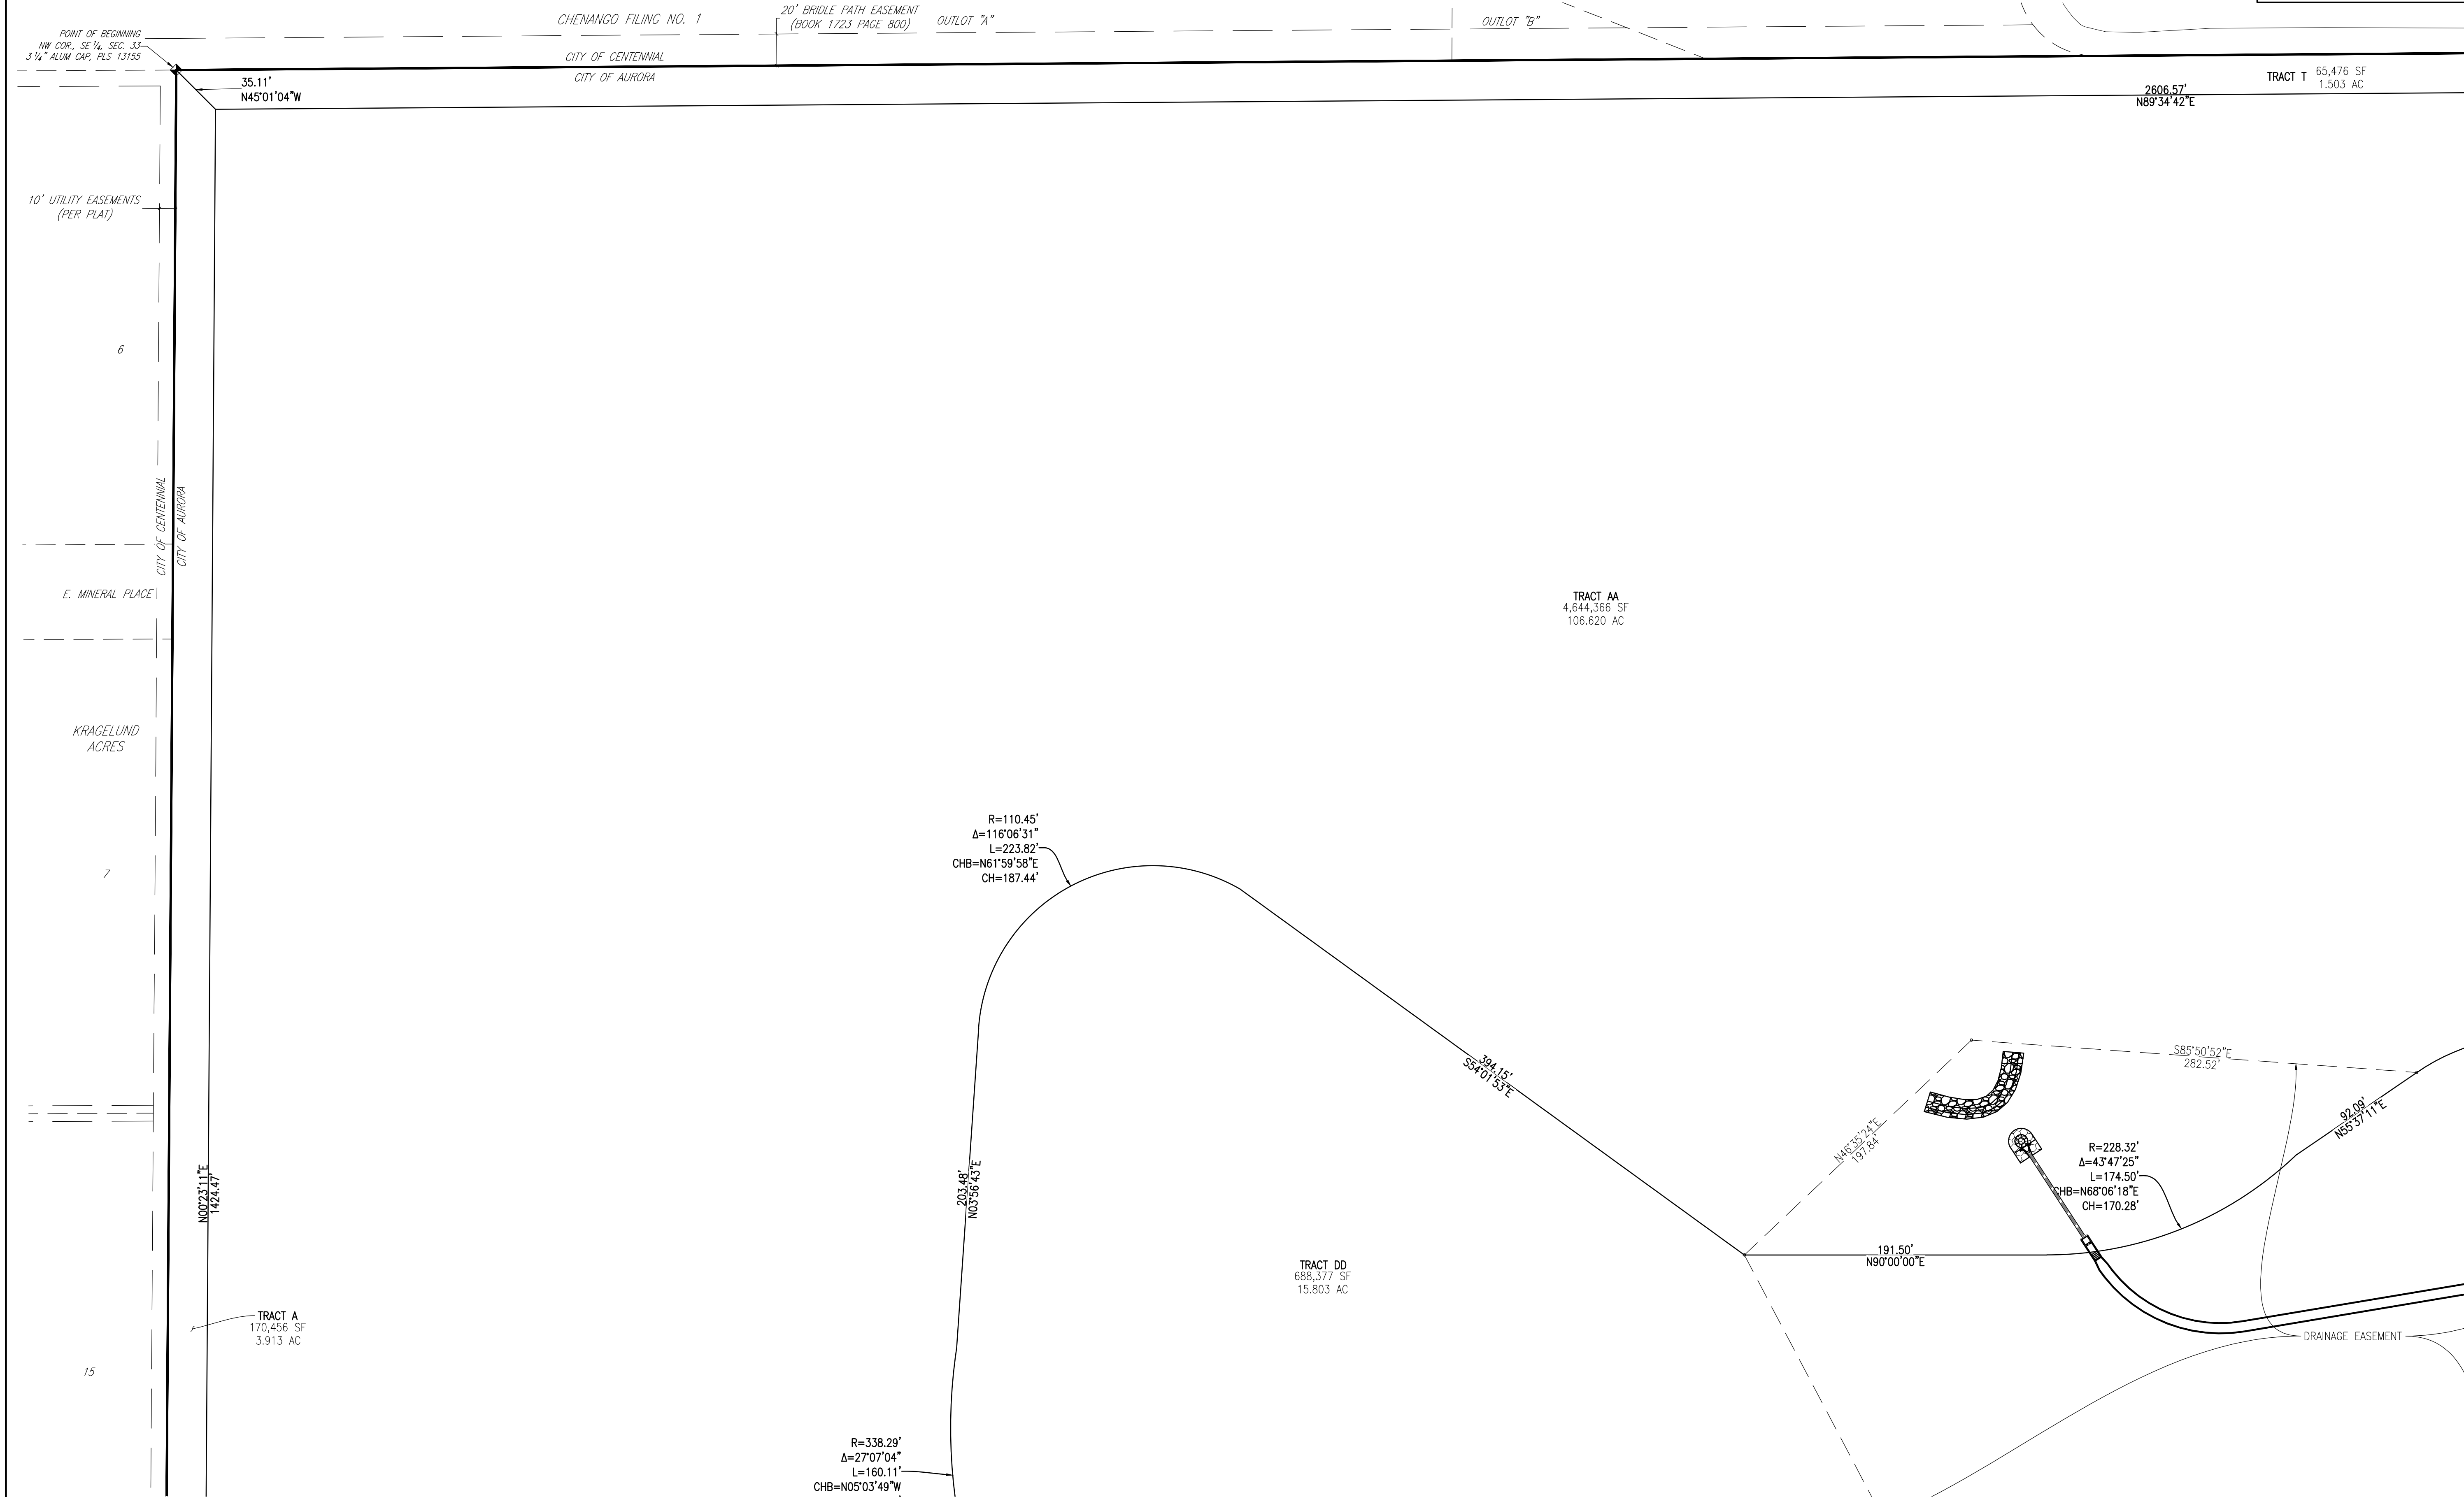 CHENANGO FILING NO. 1
20' BRIDLE PATH EASEMENT
(BOOK 1723 PAGE 800)
OUTLOT "A"
OUTLOT "B"
POINT OF BEGINNING
NW COR., SE 1/4, SEC. 33
3 1/4" ALUM CAP, PLS 13155
CITY OF CENTENNIAL
CITY OF AURORA
35.11'
N45°01'04"W
TRACT T
65,476 SF
1.503 AC
2606.57'
N89°34'42"E
10' UTILITY EASEMENTS
(PER PLAT)
6
CITY OF CENTENNIAL
CITY OF AURORA
E. MINERAL PLACE
TRACT AA
4,644,366 SF
106.620 AC
KRAGELUND
ACRES
7
R=110.45'
Δ=116°06'31"
L=223.82'
CHB=N61°59'58"E
CH=187.44'
394.15'
S54°01'53"E
S85°50'52"E
282.52'
N46°35'24"E
197.84'
92.09'
N55°37'11"E
R=228.32'
Δ=43°47'25"
L=174.50'
CHB=N68°06'18"E
CH=170.28'
N00°23'11"E
1424.47'
203.48'
N03°56'43"E
191.50'
N90°00'00"E
TRACT DD
688,377 SF
15.803 AC
TRACT A
170,456 SF
3.913 AC
DRAINAGE EASEMENT
15
R=338.29'
Δ=27°07'04"
L=160.11'
CHB=N05°03'49"W